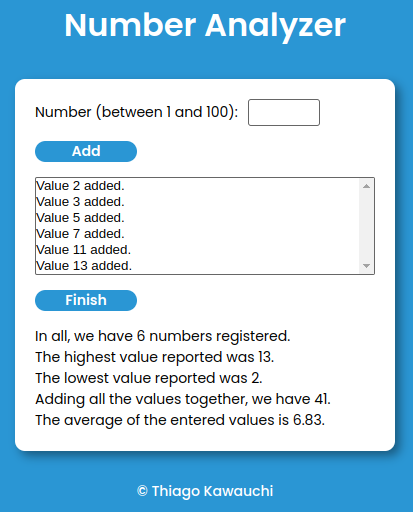 Number Analyzer
Number (between 1 and 100):
Add
Value 2 added.
Value 3 added.
Value 5 added.
Value 7 added.
Value 11 added.
Value 13 added.
Finish
In all, we have 6 numbers registered.
The highest value reported was 13.
The lowest value reported was 2.
Adding all the values together, we have 41.
The average of the entered values is 6.83.
© Thiago Kawauchi